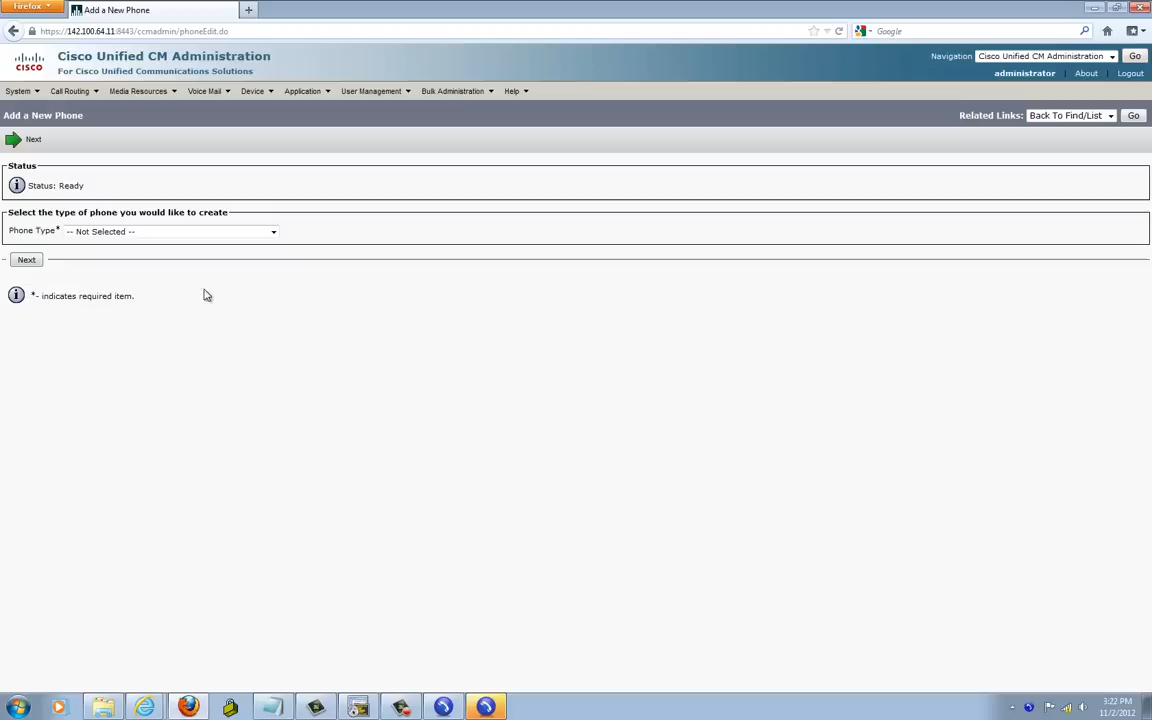 Firefox
Add a New Phone
https://142.100.64.11:8443/ccmadmin/phoneEdit.do
Google
Cisco Unified CM Administration
Navigation Cisco Unified CM Administration Go
CISCO
For Cisco Unified Communications Solutions
administrator | About | Logout
System Call Routing Media Resources Voice Mail Device Application User Management Bulk Administration Help
Add a New Phone
Related Links: Back To Find/List Go
Next
Status
Status: Ready
Select the type of phone you would like to create
Phone Type* -- Not Selected --
Next
*- indicates required item.
3:22 PM
11/2/2012